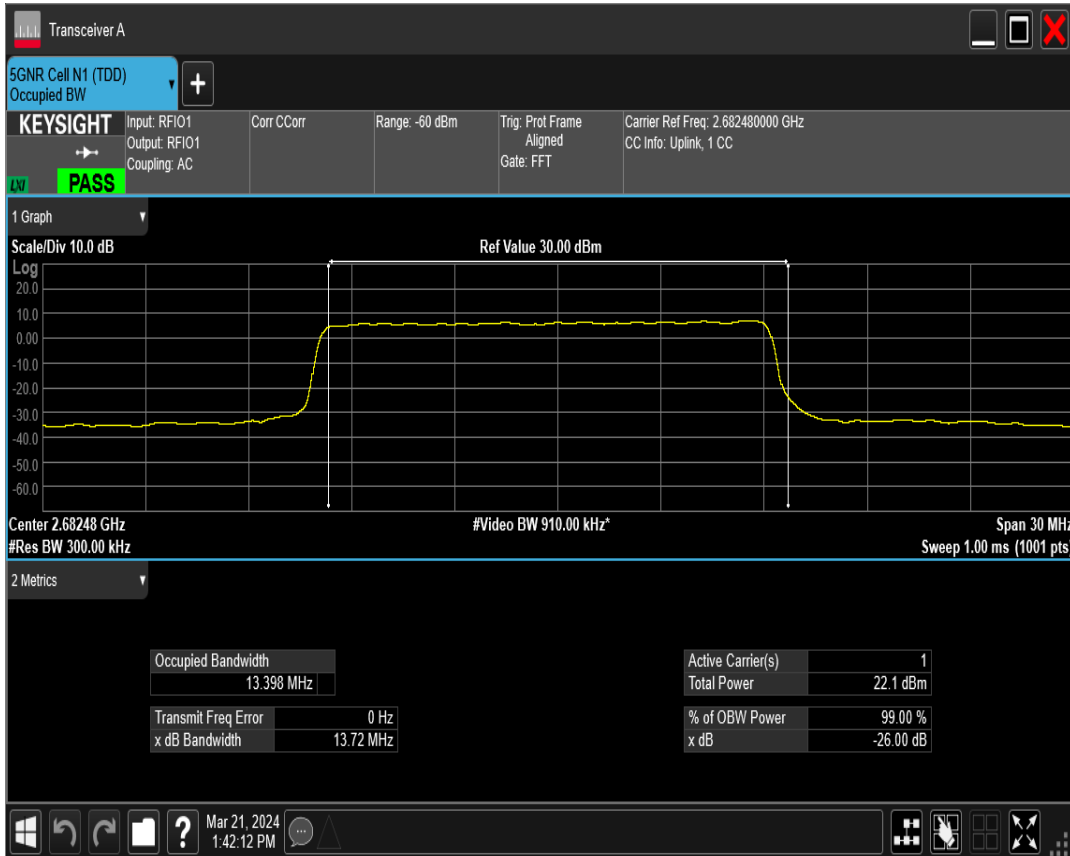 Transceiver A
5GNR Cell N1 (TDD)
Occupied BW
KEYSIGHT
LXI
PASS
Input: RFIO1
Output: RFIO1
Coupling: AC
Corr CCorr
Range: -60 dBm
Trig: Prot Frame
Aligned
Gate: FFT
Carrier Ref Freq: 2.682480000 GHz
CC Info: Uplink, 1 CC
1 Graph
Scale/Div 10.0 dB
Ref Value 30.00 dBm
Log
20.0
10.0
0.00
-10.0
-20.0
-30.0
-40.0
-50.0
-60.0
Center 2.68248 GHz
#Video BW 910.00 kHz*
Span 30 MHz
#Res BW 300.00 kHz
Sweep 1.00 ms (1001 pts)
2 Metrics
Occupied Bandwidth
13.398 MHz
Transmit Freq Error 0 Hz
x dB Bandwidth 13.72 MHz
Active Carrier(s) 1
Total Power 22.1 dBm
% of OBW Power 99.00 %
x dB -26.00 dB
Mar 21, 2024
1:42:12 PM